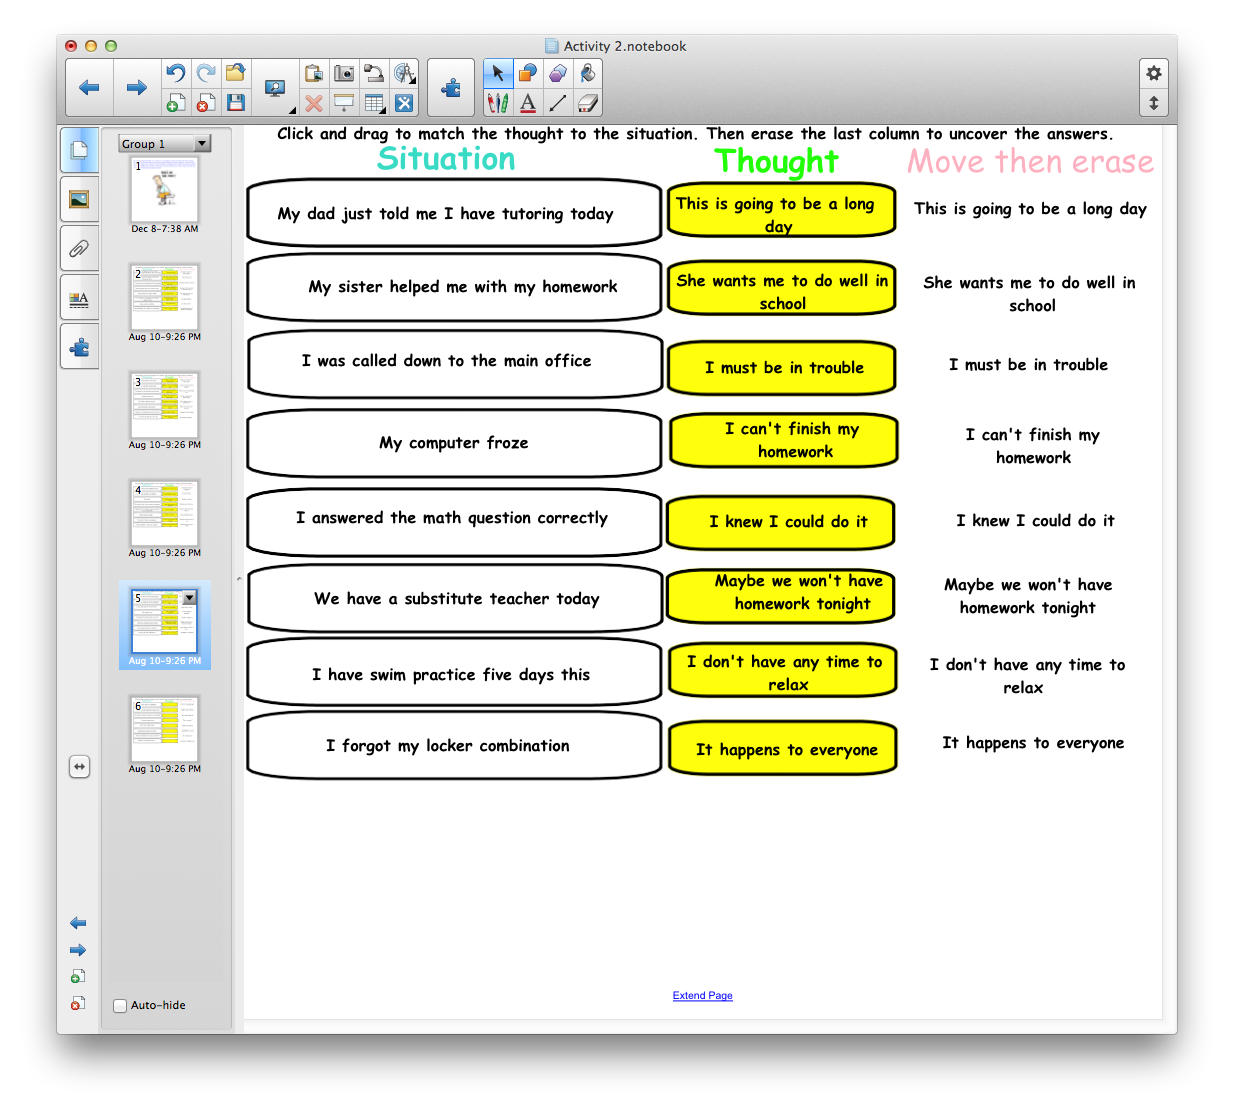 Activity 2.notebook
Group 1
1
Dec 8-7:38 AM
2
Aug 10-9:26 PM
3
Aug 10-9:26 PM
4
Aug 10-9:26 PM
5
Aug 10-9:26 PM
6
Aug 10-9:26 PM
Auto-hide
Click and drag to match the thought to the situation. Then erase the last column to uncover the answers.
Situation
Thought
Move then erase
My dad just told me I have tutoring today
This is going to be a long
day
This is going to be a long day
My sister helped me with my homework
She wants me to do well in
school
She wants me to do well in
school
I was called down to the main office
I must be in trouble
I must be in trouble
My computer froze
I can't finish my
homework
I can't finish my
homework
I answered the math question correctly
I knew I could do it
I knew I could do it
We have a substitute teacher today
Maybe we won't have
homework tonight
Maybe we won't have
homework tonight
I have swim practice five days this
I don't have any time to
relax
I don't have any time to
relax
I forgot my locker combination
It happens to everyone
It happens to everyone
Extend Page